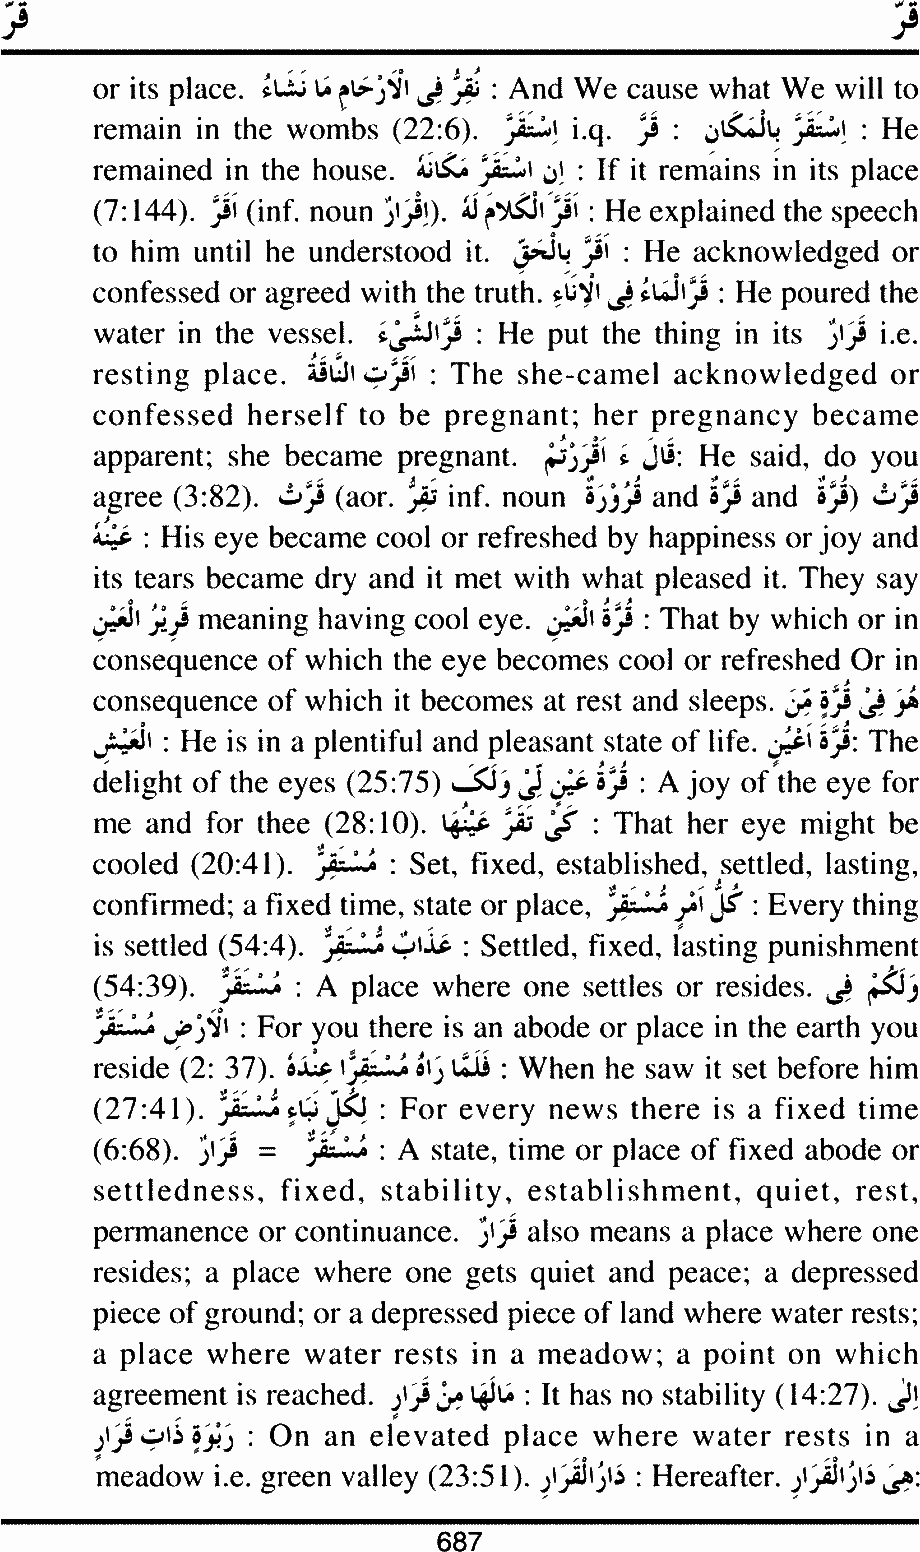 قرّ قرّ
or its place. نُقِرُّ فِی الْاَرْحَامِ مَا نَشَاءُ : And We cause what We will to
remain in the wombs (22:6). اِسْتَقَرَّ i.q. قَرَّ : اِسْتَقَرَّ بِالْمَكَانِ : He
remained in the house. اِنِ اسْتَقَرَّ مَكَانَهُ : If it remains in its place
(7:144). اَقَرَّ (inf. noun اِقْرَارٌ). اَقَرَّ الْكَلَامَ لَهُ : He explained the speech
to him until he understood it. اَقَرَّ بِالْحَقِّ : He acknowledged or
confessed or agreed with the truth. قَرَّ الْمَاءَ فِی الْاِنَاءِ : He poured the
water in the vessel. قَرَّ الشَّیْءَ : He put the thing in its قَرَارٌ i.e.
resting place. اَقَرَّتِ النَّاقَةُ : The she-camel acknowledged or
confessed herself to be pregnant; her pregnancy became
apparent; she became pregnant. قَالَ ءَ اَقْرَرْتُمْ: He said, do you
agree (3:82). قَرَّتْ (aor. تَقِرُّ inf. noun قُرُوْرَةٌ and قَرَّةٌ and قُرَّةٌ) قَرَّتْ
عَيْنُهُ : His eye became cool or refreshed by happiness or joy and
its tears became dry and it met with what pleased it. They say
قَرِيْرُ الْعَيْنِ meaning having cool eye. قُرَّةُ الْعَيْنِ : That by which or in
consequence of which the eye becomes cool or refreshed Or in
consequence of which it becomes at rest and sleeps. هُوَ فِیْ قُرَّةٍ مِّنَ
الْعَيْشِ : He is in a plentiful and pleasant state of life. قُرَّةَ اَعْيُنٍ: The
delight of the eyes (25:75) قُرَّةُ عَيْنٍ لِّیْ وَلَکَ : A joy of the eye for
me and for thee (28:10). کَیْ تَقَرَّ عَيْنُهَا : That her eye might be
cooled (20:41). مُسْتَقِرٌّ : Set, fixed, established, settled, lasting,
confirmed; a fixed time, state or place, كُلُّ اَمْرٍ مُسْتَقِرٌّ : Every thing
is settled (54:4). عَذَابٌ مُسْتَقِرٌّ : Settled, fixed, lasting punishment
(54:39). مُسْتَقَرٌّ : A place where one settles or resides. وَلَكُمْ فِی
الْاَرْضِ مُسْتَقَرٌّ : For you there is an abode or place in the earth you
reside (2: 37). فَلَمَّا رَاهُ مُسْتَقِرًّا عِنْدَهُ : When he saw it set before him
(27:41). لِكُلِّ نَبَاءٍ مُسْتَقَرٌّ : For every news there is a fixed time
(6:68). قَرَارٌ = مُسْتَقَرٌّ : A state, time or place of fixed abode or
settledness, fixed, stability, establishment, quiet, rest,
permanence or continuance. قَرَارٌ also means a place where one
resides; a place where one gets quiet and peace; a depressed
piece of ground; or a depressed piece of land where water rests;
a place where water rests in a meadow; a point on which
agreement is reached. مَالَهَا مِنْ قَرَارٍ : It has no stability (14:27). اِلٰی
رَبْوَةٍ ذَاتِ قَرَارٍ : On an elevated place where water rests in a
meadow i.e. green valley (23:51). دَارُالْقَرَارِ : Hereafter. هِیَ دَارُالْقَرَارِ:
687